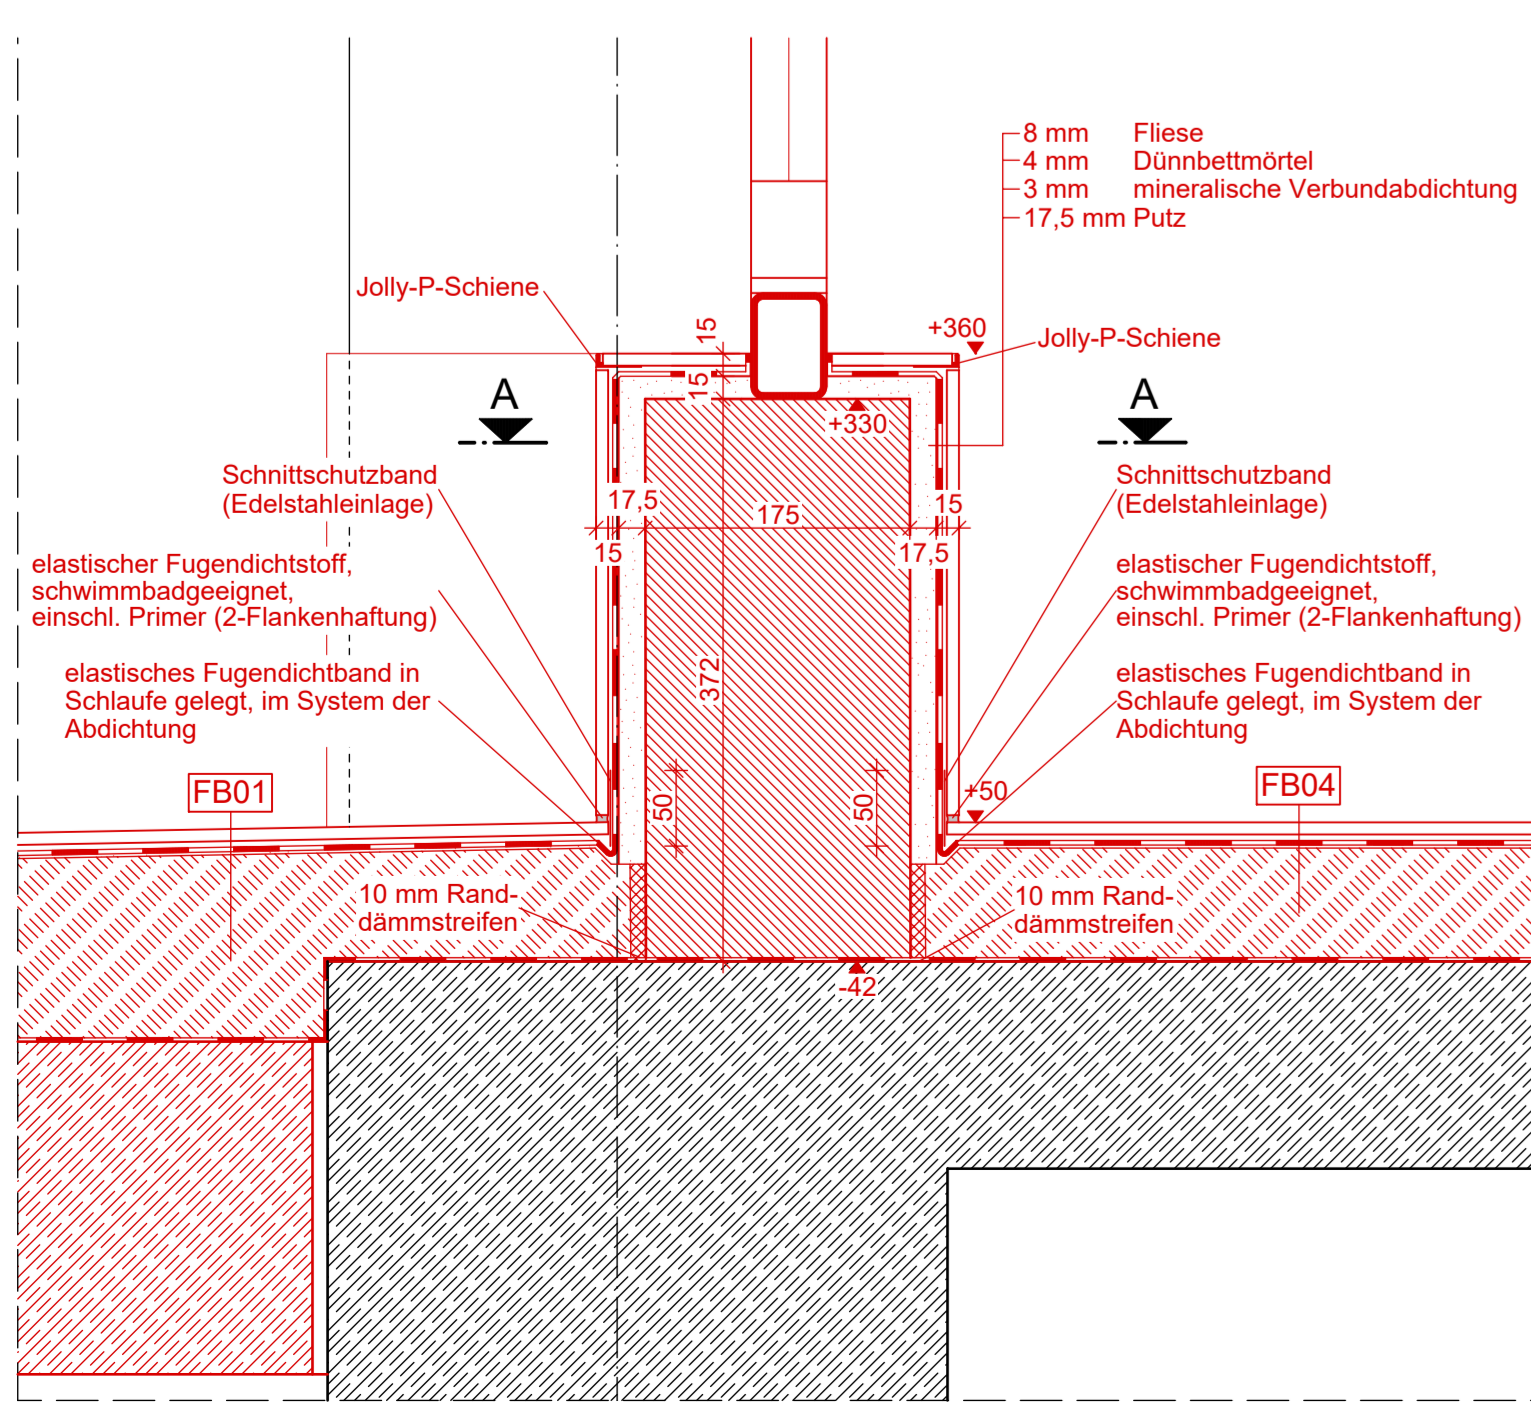 8 mm Fliese
4 mm Dünnbettmörtel
3 mm mineralische Verbundabdichtung
17,5 mm Putz
Jolly-P-Schiene
15
+360
Jolly-P-Schiene
15
A
A
+330
Schnittschutzband
(Edelstahleinlage)
Schnittschutzband
(Edelstahleinlage)
17,5
175
15
15
17,5
elastischer Fugendichtstoff,
schwimmbadgeeignet,
einschl. Primer (2-Flankenhaftung)
elastischer Fugendichtstoff,
schwimmbadgeeignet,
einschl. Primer (2-Flankenhaftung)
elastisches Fugendichtband in
Schlaufe gelegt, im System der
Abdichtung
372
elastisches Fugendichtband in
Schlaufe gelegt, im System der
Abdichtung
FB01
50
50
+50
FB04
10 mm Rand-
dämmstreifen
10 mm Rand-
dämmstreifen
-42